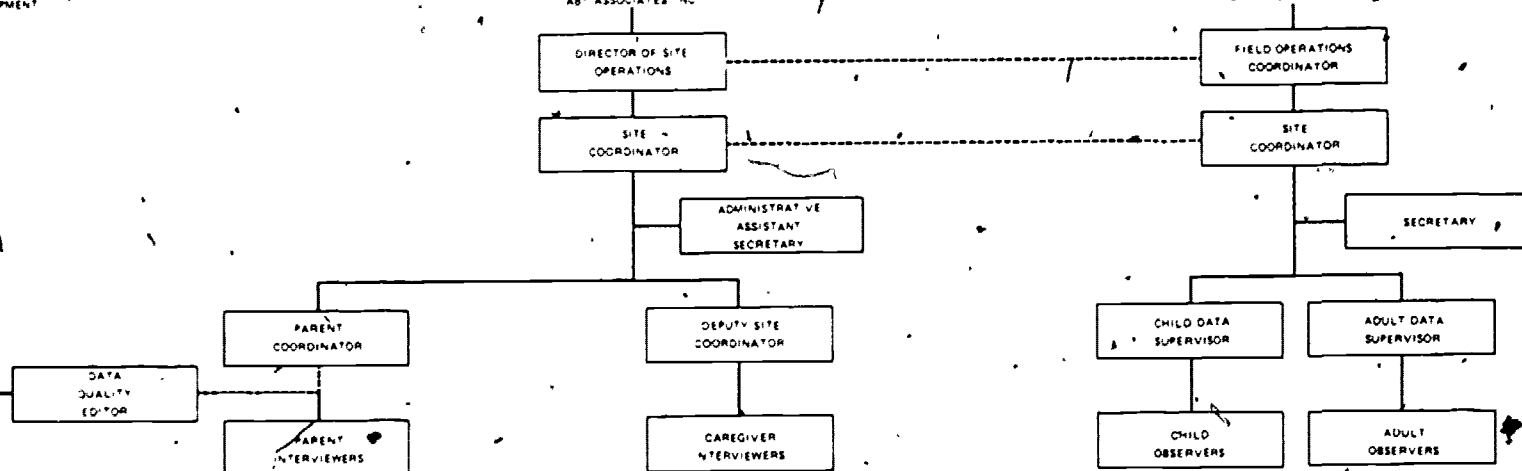 ABT ASSOCIATES INC
DIRECTOR OF SITE
OPERATIONS
FIELD OPERATIONS
COORDINATOR
SITE
COORDINATOR
SITE
COORDINATOR
ADMINISTRATIVE
ASSISTANT
SECRETARY
SECRETARY
PARENT
COORDINATOR
DEPUTY SITE
COORDINATOR
CHILD DATA
SUPERVISOR
ADULT DATA
SUPERVISOR
DATA
QUALITY
EDITOR
PARENT
INTERVIEWERS
CAREGIVER
INTERVIEWERS
CHILD
OBSERVERS
ADULT
OBSERVERS